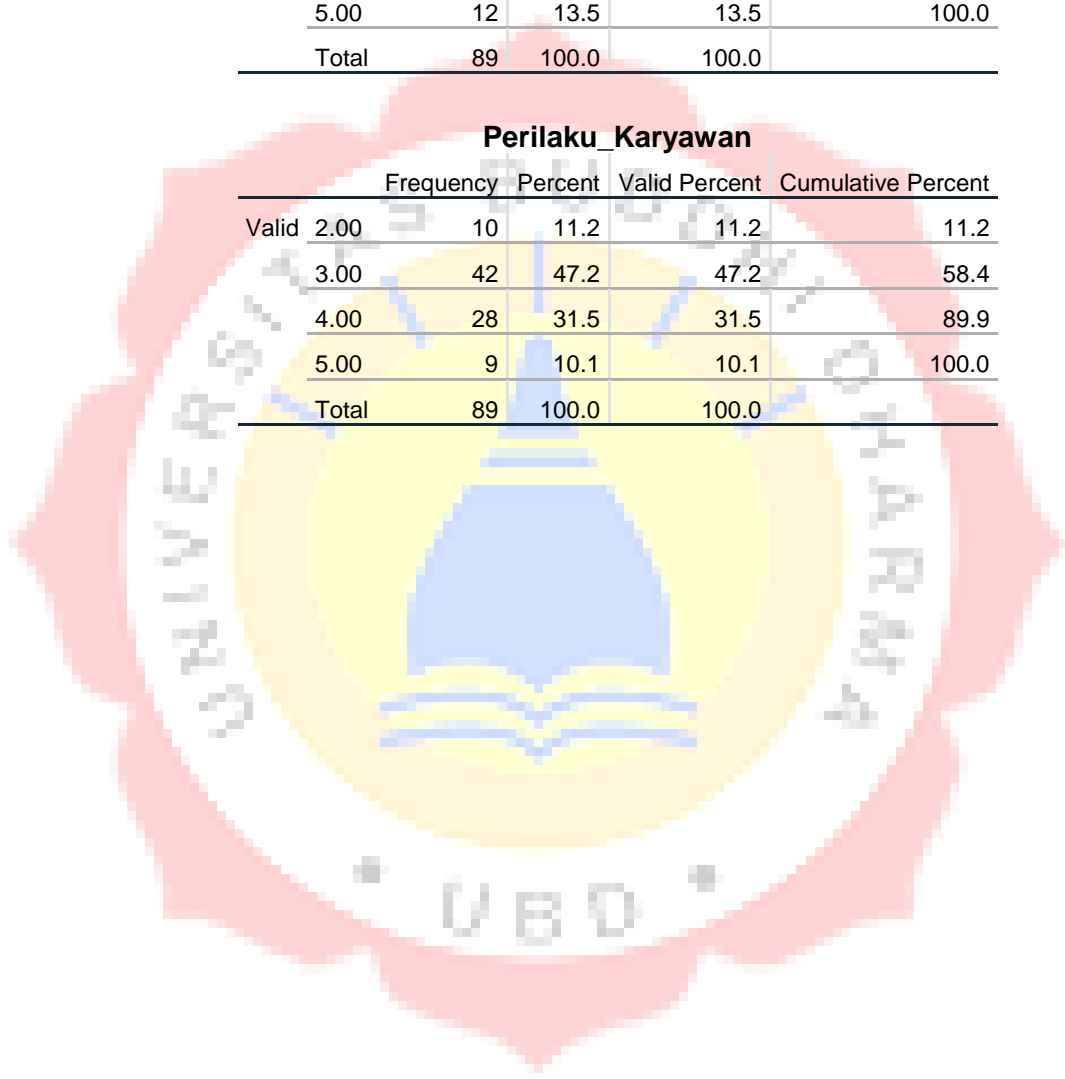 5.00 12 13.5 13.5 100.0
Total 89 100.0 100.0
Perilaku_Karyawan
Frequency Percent Valid Percent Cumulative Percent
Valid 2.00 10 11.2 11.2 11.2
3.00 42 47.2 47.2 58.4
4.00 28 31.5 31.5 89.9
5.00 9 10.1 10.1 100.0
Total 89 100.0 100.0
UNIVERSITAS BUDDHI DHARMA
• UBD •